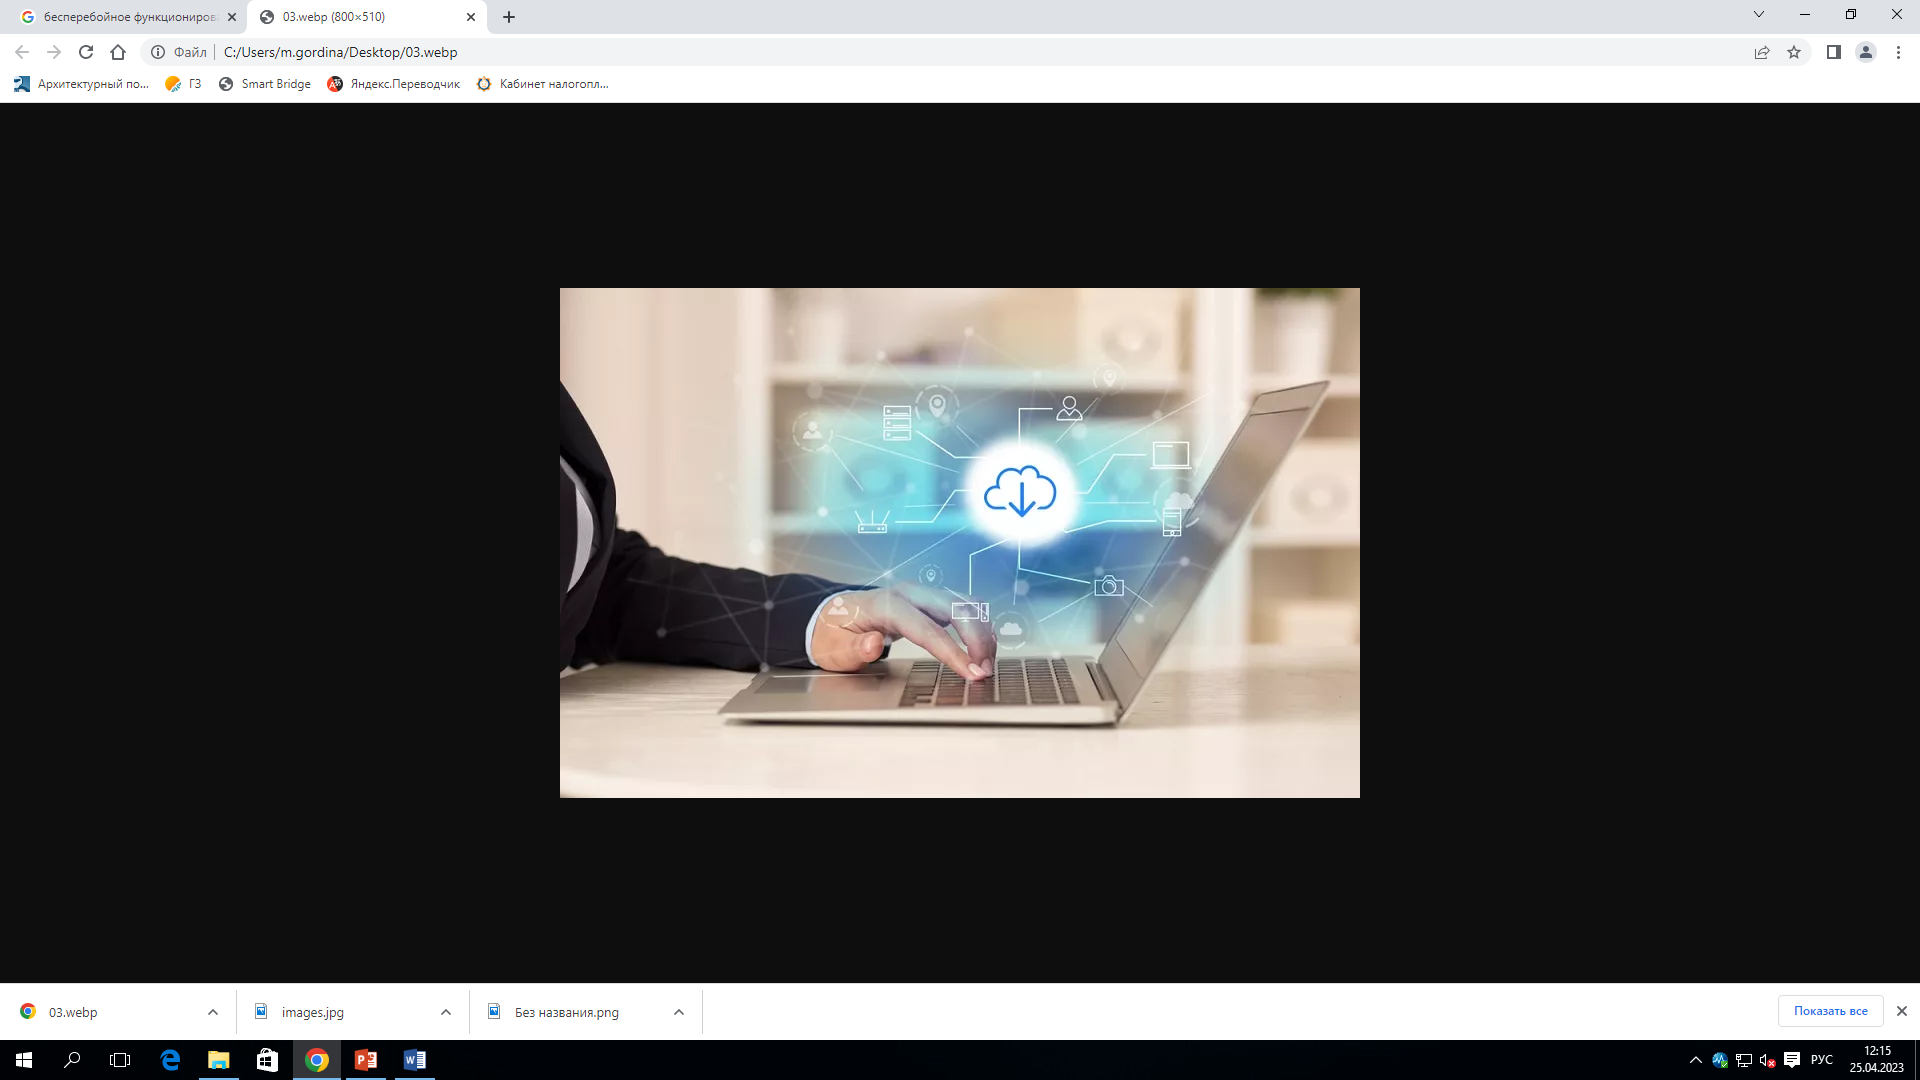 бесперебойное функциониров
03.webp (800×510)
Файл
C:/Users/m.gordina/Desktop/03.webp
Архитектурный по...
ГЗ
Smart Bridge
Яндекс.Переводчик
Кабинет налогопл...
03.webp
images.jpg
Без названия.png
Показать все
РУС
12:15
25.04.2023